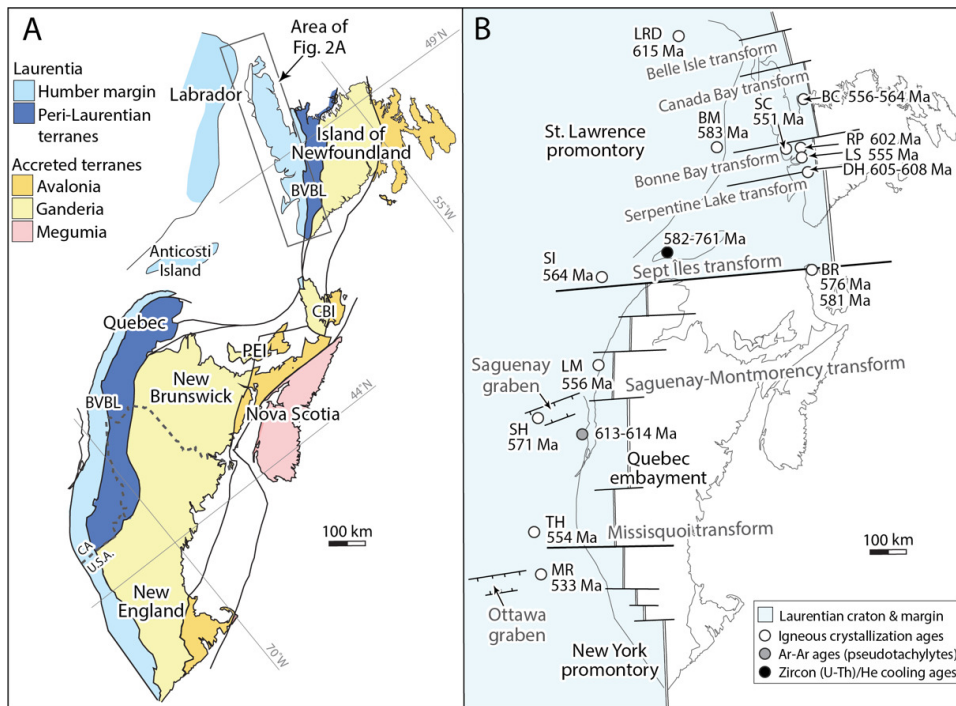 A
Laurentia
Humber margin
Peri-Laurentian
terranes
Accreted terranes
Avalonia
Ganderia
Megumia
Area of
Fig. 2A
49°N
Labrador
Island of
Newfoundland
BVBL
55°W
Anticosti
Island
Quebec
CBI
PEI
New
Brunswick
44°N
Nova Scotia
BVBL
100 km
CA
U.S.A.
New
England
70°W
B
LRD
615 Ma
Belle Isle transform
Canada Bay transform
BC 556-564 Ma
SC
551 Ma
BM
583 Ma
St. Lawrence
promontory
RP 602 Ma
LS 555 Ma
Bonne Bay transform
DH 605-608 Ma
Serpentine Lake transform
582-761 Ma
SI
564 Ma
Sept Îles transform
BR
576 Ma
581 Ma
Saguenay
graben
LM
556 Ma
Saguenay-Montmorency transform
SH
571 Ma
613-614 Ma
Quebec
embayment
TH
554 Ma
Missisquoi transform
100 km
MR
533 Ma
Ottawa
graben
New York
promontory
Laurentian craton & margin
Igneous crystallization ages
Ar-Ar ages (pseudotachylytes)
Zircon (U-Th)/He cooling ages